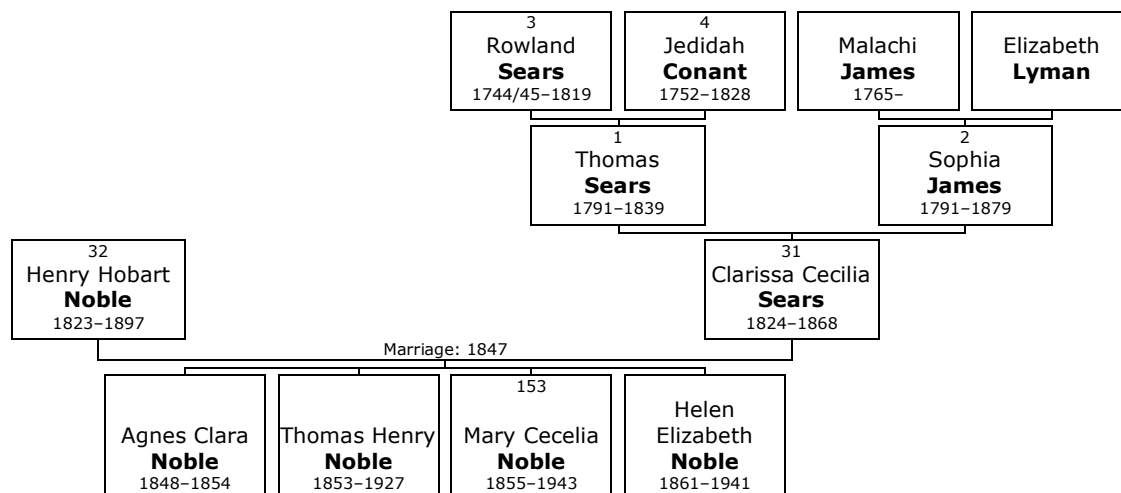 3
Rowland
Sears
1744/45–1819
4
Jedidah
Conant
1752–1828
Malachi
James
1765–
Elizabeth
Lyman
1
Thomas
Sears
1791–1839
2
Sophia
James
1791–1879
32
Henry Hobart
Noble
1823–1897
31
Clarissa Cecilia
Sears
1824–1868
Marriage: 1847
Agnes Clara
Noble
1848–1854
Thomas Henry
Noble
1853–1927
153
Mary Cecelia
Noble
1855–1943
Helen
Elizabeth
Noble
1861–1941